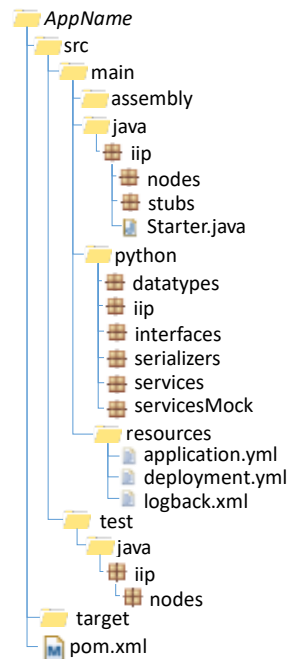 AppName
src
main
assembly
java
iip
nodes
stubs
Starter.java
python
datatypes
iip
interfaces
serializers
services
servicesMock
resources
application.yml
deployment.yml
logback.xml
test
java
iip
nodes
target
pom.xml